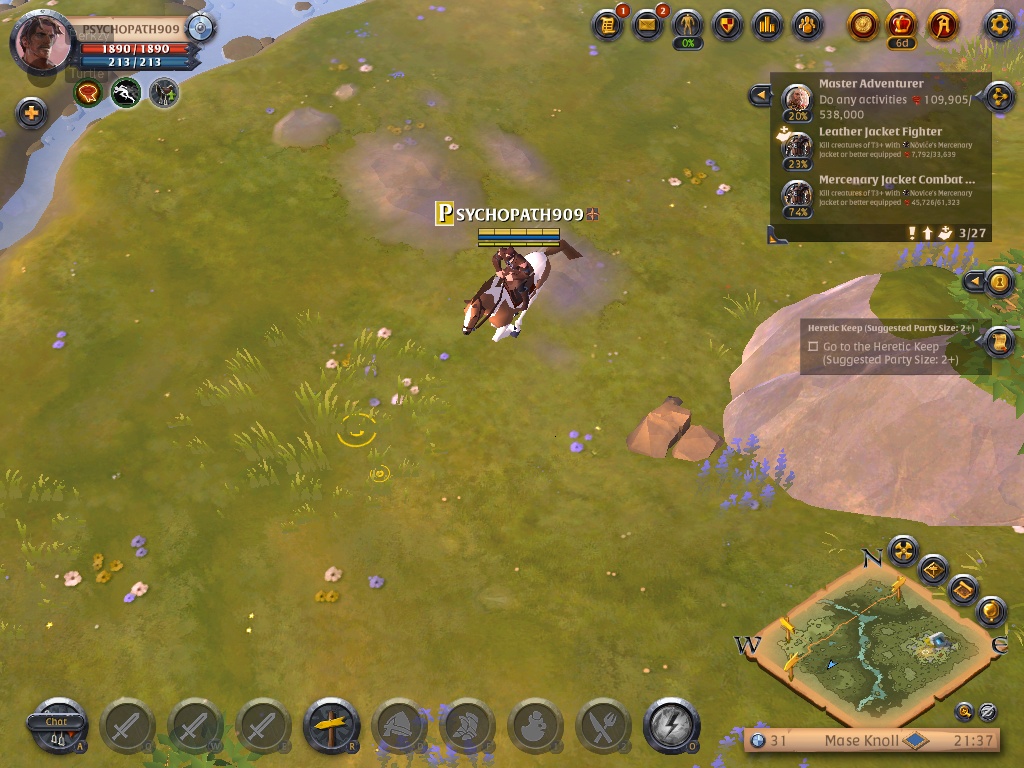 PSYCHOPATH909
1890 / 1890
213 / 213
Turtle
1
2
0%
6d
Master Adventurer
Do any activities 109,905/
538,000
20%
Leather Jacket Fighter
Kill creatures of T3+ with Novice's Mercenary
Jacket or better equipped 7,792/33,639
23%
Mercenary Jacket Combat ...
Kill creatures of T3+ with Novice's Mercenary
Jacket or better equipped 45,726/61,323
74%
3/27
PSYCHOPATH909
Heretic Keep (Suggested Party Size: 2+)
Go to the Heretic Keep
(Suggested Party Size: 2+)
N
W
E
Chat
A
Q
W
E
R
D
F
O
31 Mase Knoll 21:37